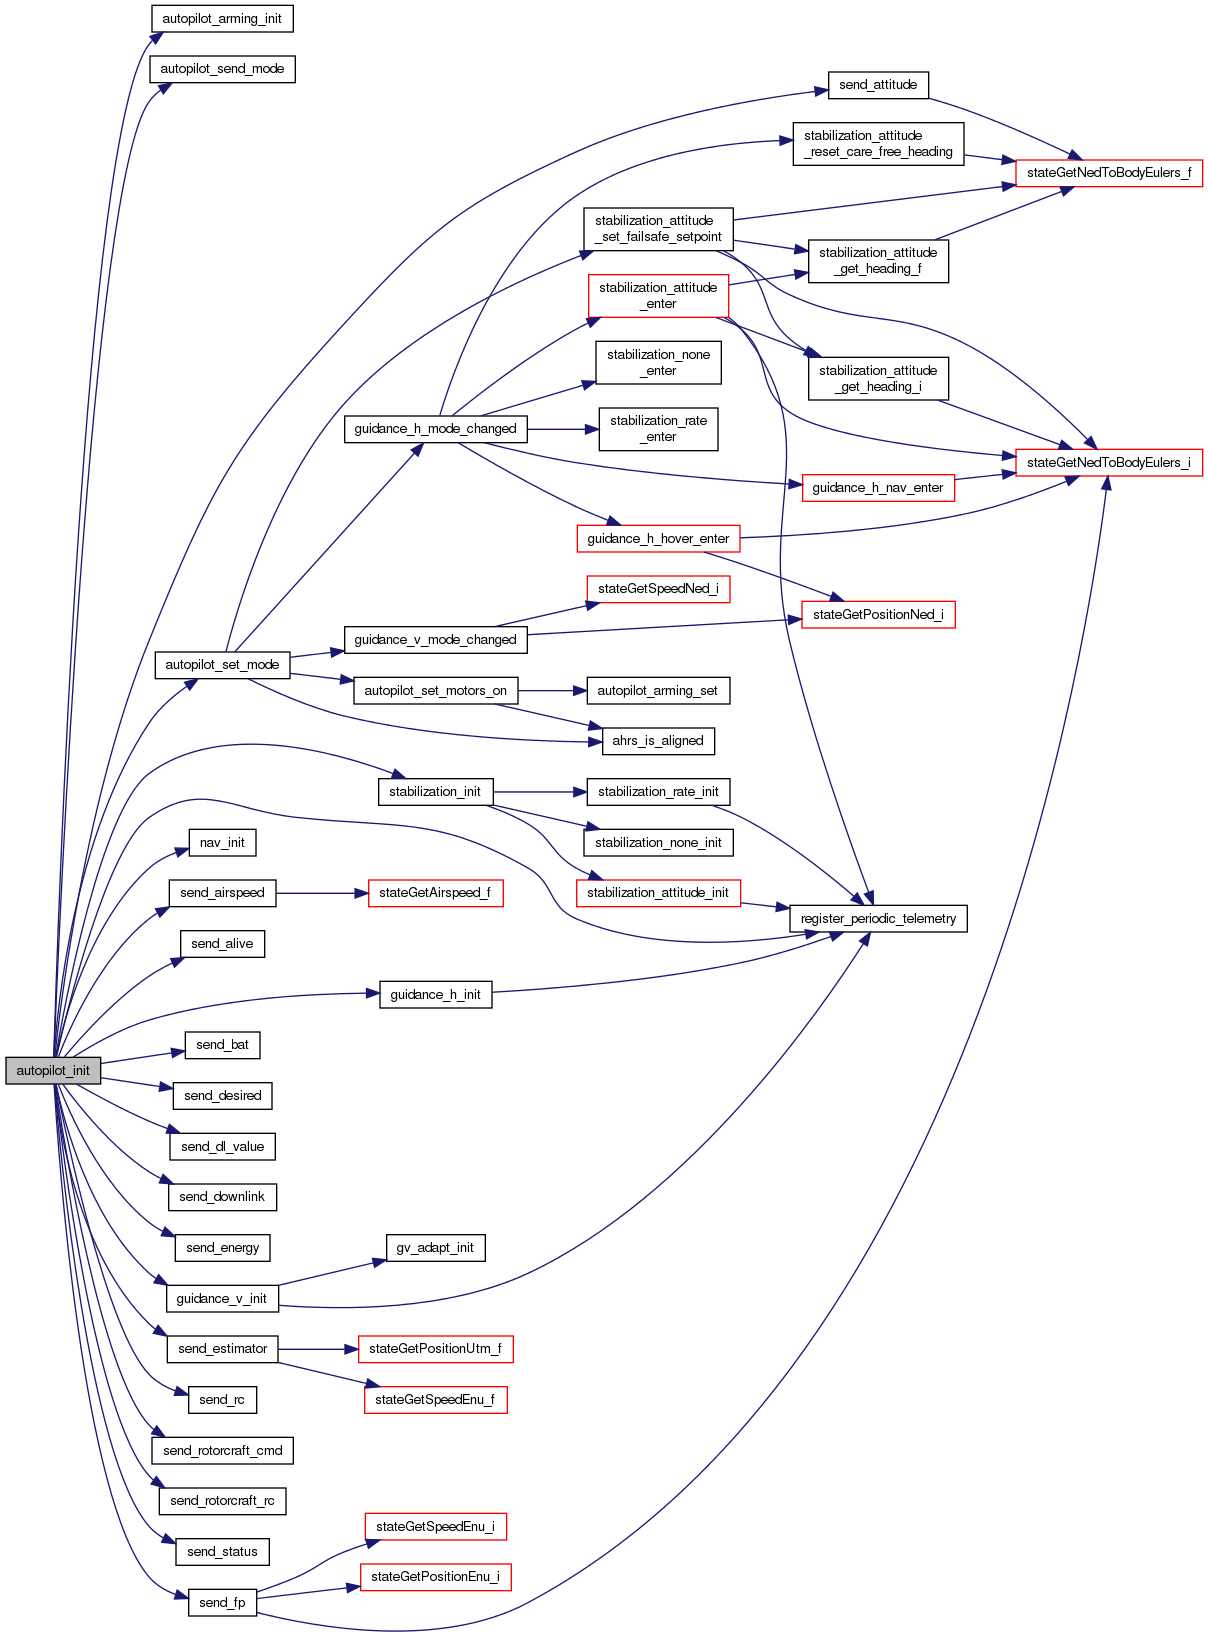 autopilot_arming_init
autopilot_send_mode
send_attitude
stabilization_attitude
_reset_care_free_heading
stateGetNedToBodyEulers_f
stabilization_attitude
_set_failsafe_setpoint
stabilization_attitude
_get_heading_f
stabilization_attitude
_enter
stabilization_none
_enter
stabilization_attitude
_get_heading_i
guidance_h_mode_changed
stabilization_rate
_enter
stateGetNedToBodyEulers_i
guidance_h_nav_enter
guidance_h_hover_enter
stateGetSpeedNed_i
stateGetPositionNed_i
guidance_v_mode_changed
autopilot_set_mode
autopilot_set_motors_on
autopilot_arming_set
ahrs_is_aligned
stabilization_init
stabilization_rate_init
nav_init
stabilization_none_init
send_airspeed
stateGetAirspeed_f
stabilization_attitude_init
register_periodic_telemetry
send_alive
guidance_h_init
send_bat
autopilot_init
send_desired
send_dl_value
send_downlink
send_energy
gv_adapt_init
guidance_v_init
send_estimator
stateGetPositionUtm_f
send_rc
stateGetSpeedEnu_f
send_rotorcraft_cmd
send_rotorcraft_rc
stateGetSpeedEnu_i
send_status
stateGetPositionEnu_i
send_fp